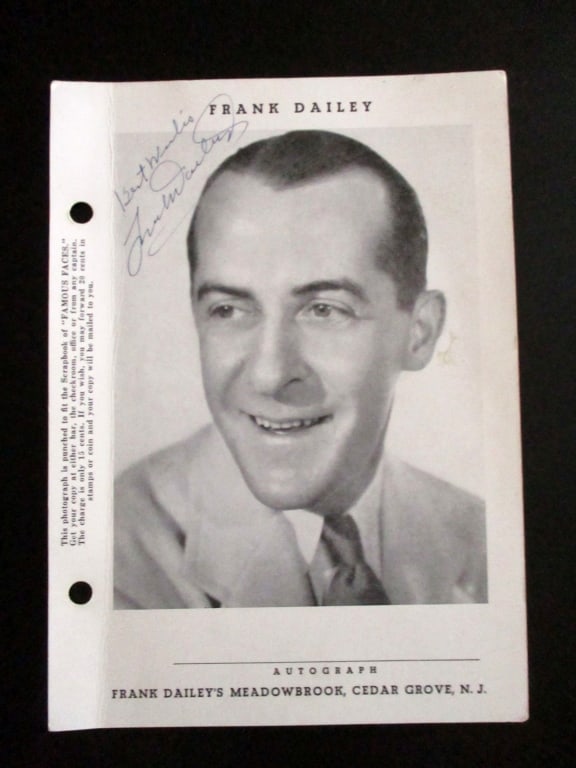 FRANK DAILEY
Best Wishes
Frank Dailey
This photograph is punched to fit the Scrapbook of "FAMOUS FACES."
Get your copy at either bar, the checkroom, office or from any captain.
The charge is only 15 cents. If you wish, you may forward 20 cents in
stamps or coin and your copy will be mailed to you.
AUTOGRAPH
FRANK DAILEY'S MEADOWBROOK, CEDAR GROVE, N. J.